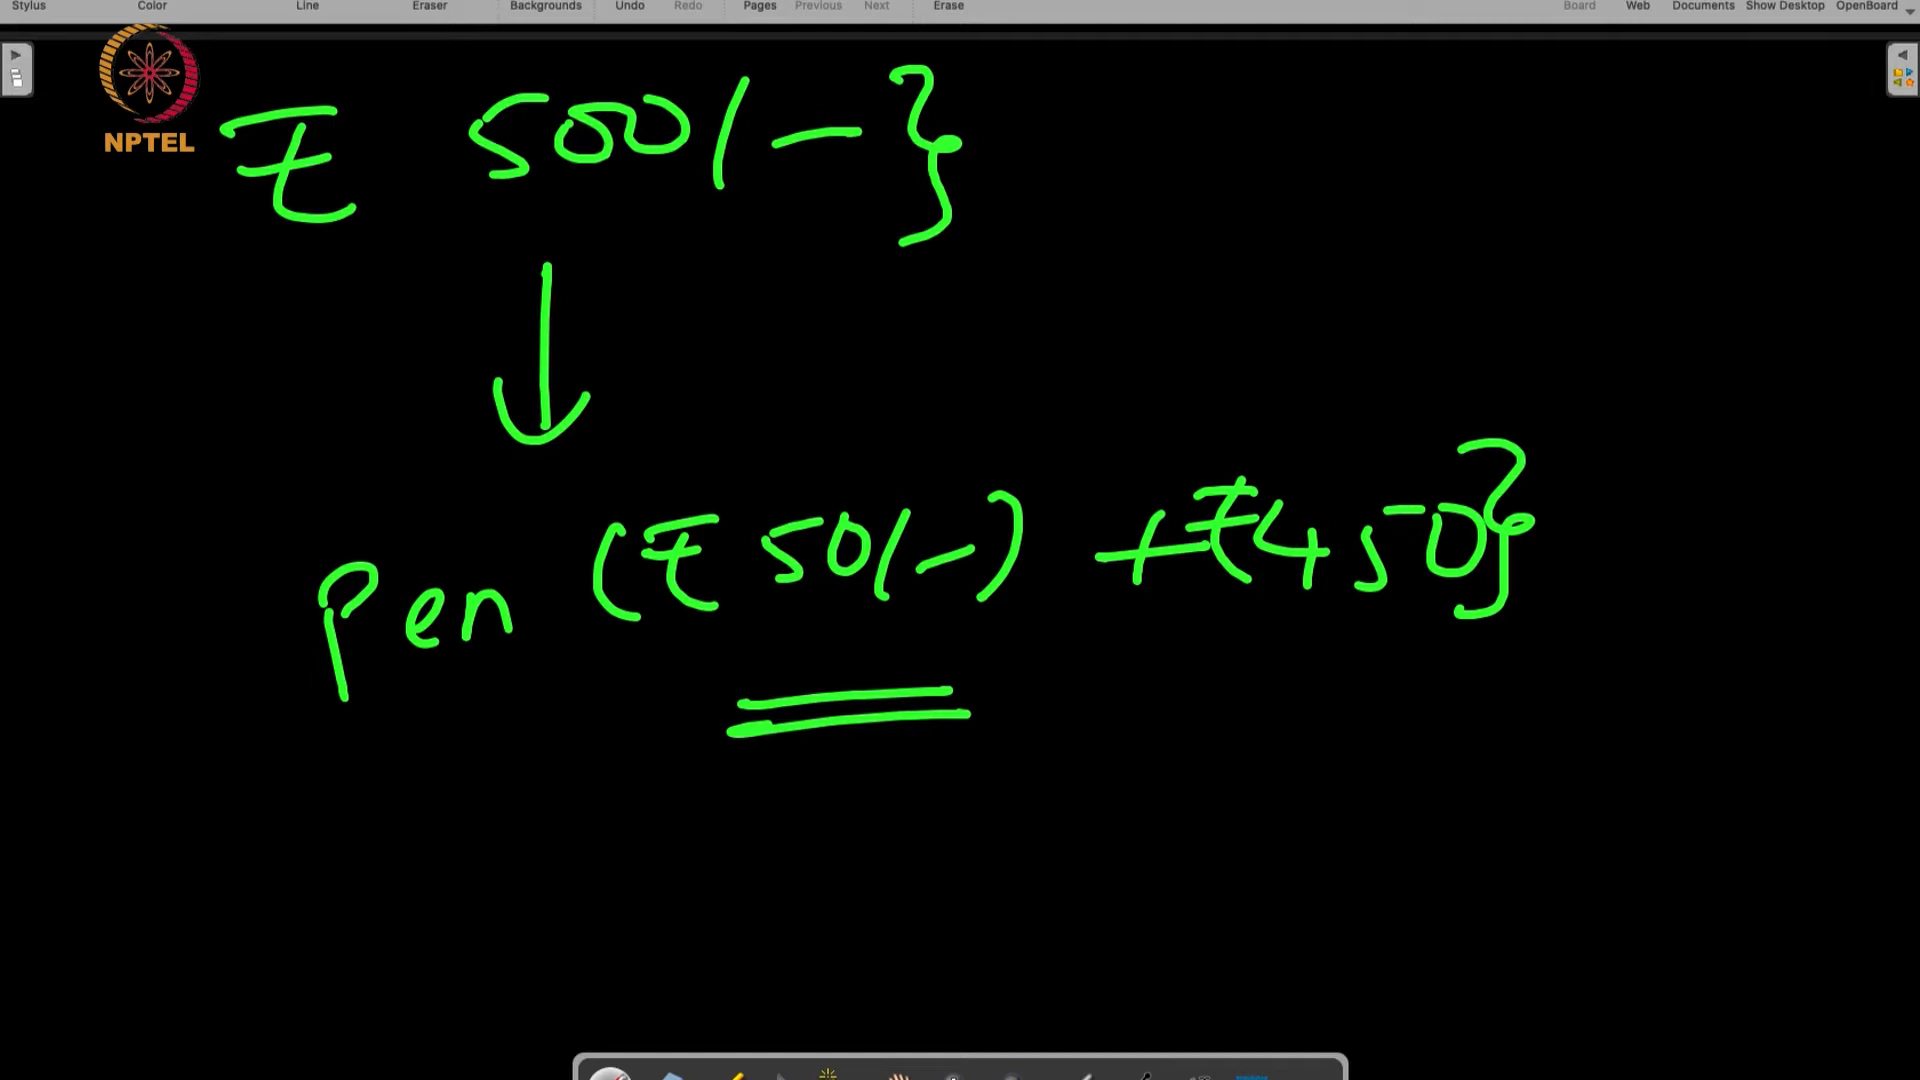 Stylus Color Line Eraser Backgrounds Undo Redo Pages Previous Next Erase Board Web Documents Show Desktop OpenBoard
NPTEL
₹ 500/-}
pen (₹ 50/-) + ₹450}